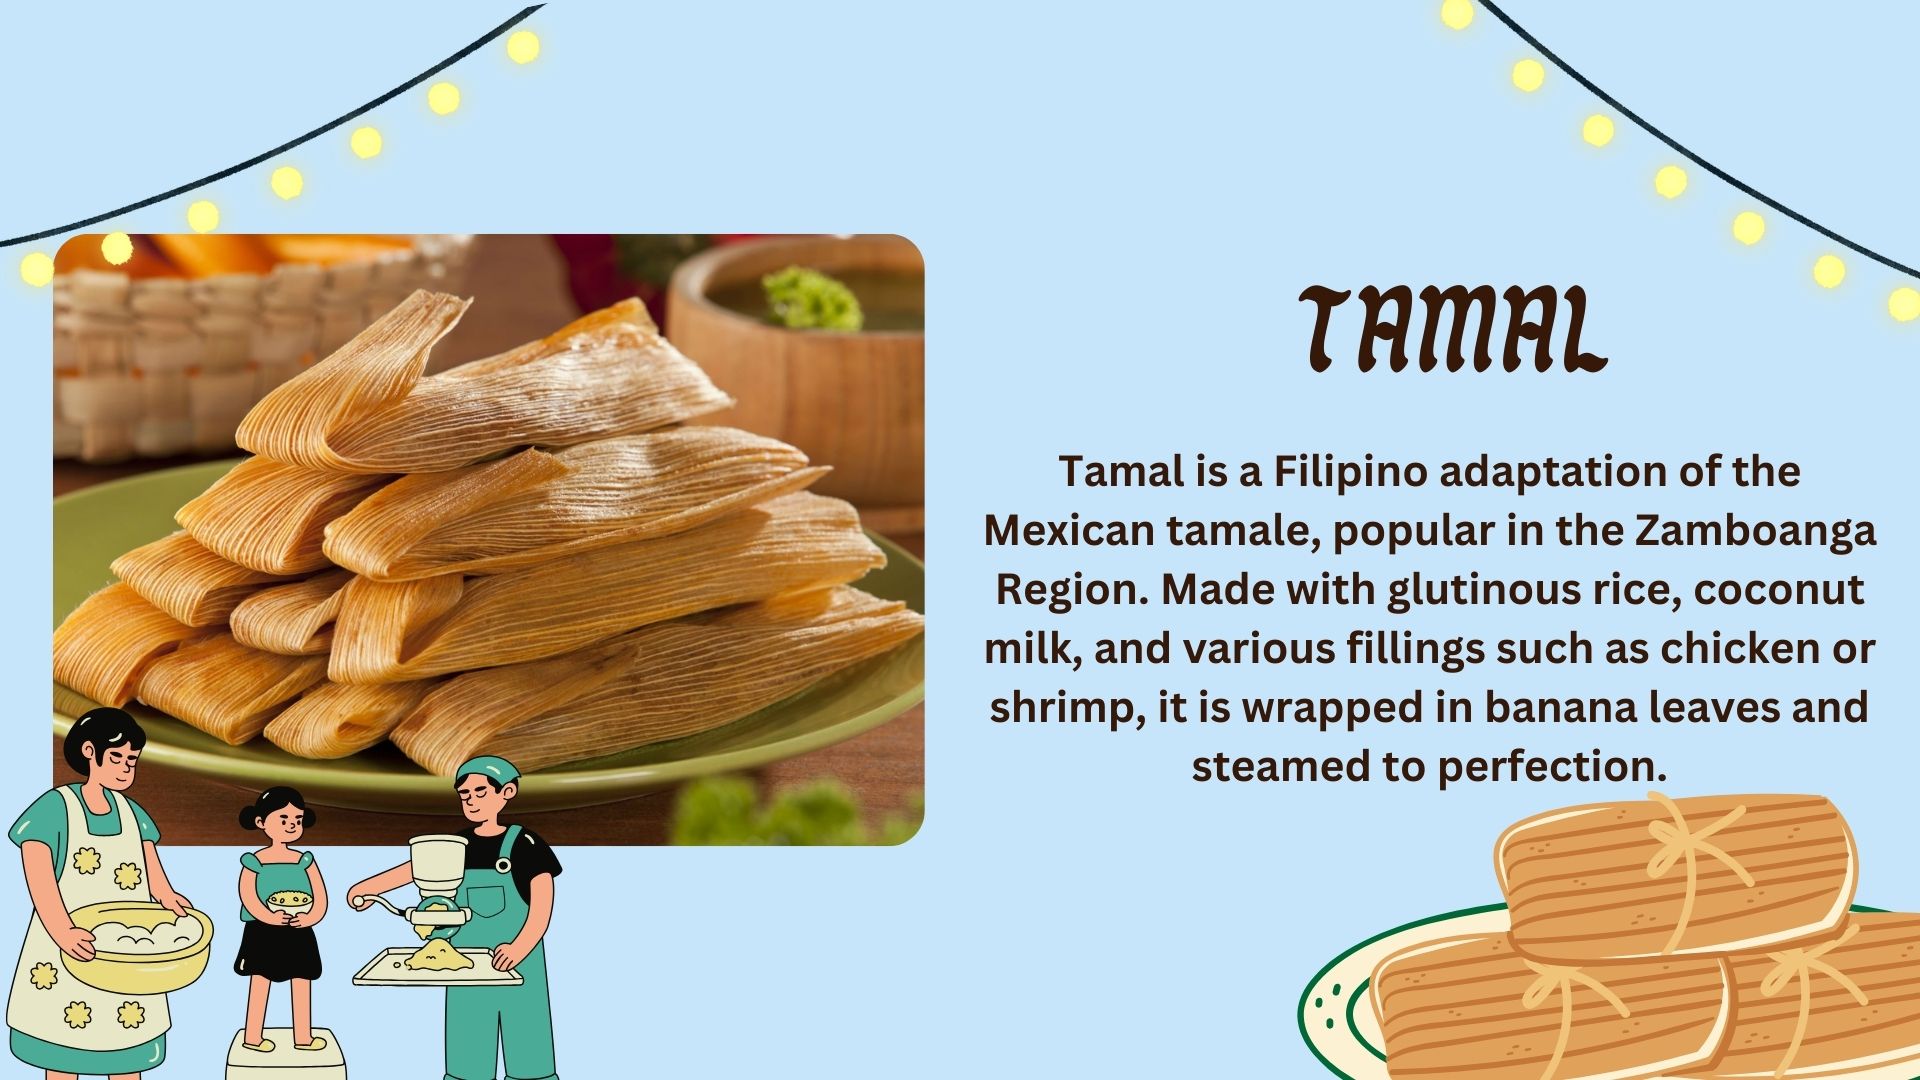 TAMAL
Tamal is a Filipino adaptation of the
Mexican tamale, popular in the Zamboanga
Region. Made with glutinous rice, coconut
milk, and various fillings such as chicken or
shrimp, it is wrapped in banana leaves and
steamed to perfection.